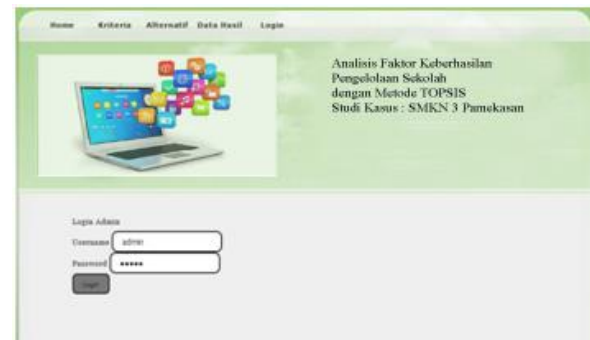 Home Kriteria Alternatif Data Hasil Login
Analisis Faktor Keberhasilan
Pengelolaan Sekolah
dengan Metode TOPSIS
Studi Kasus : SMKN 3 Pamekasan
Login Admin
Username admin
Password •••••
Login